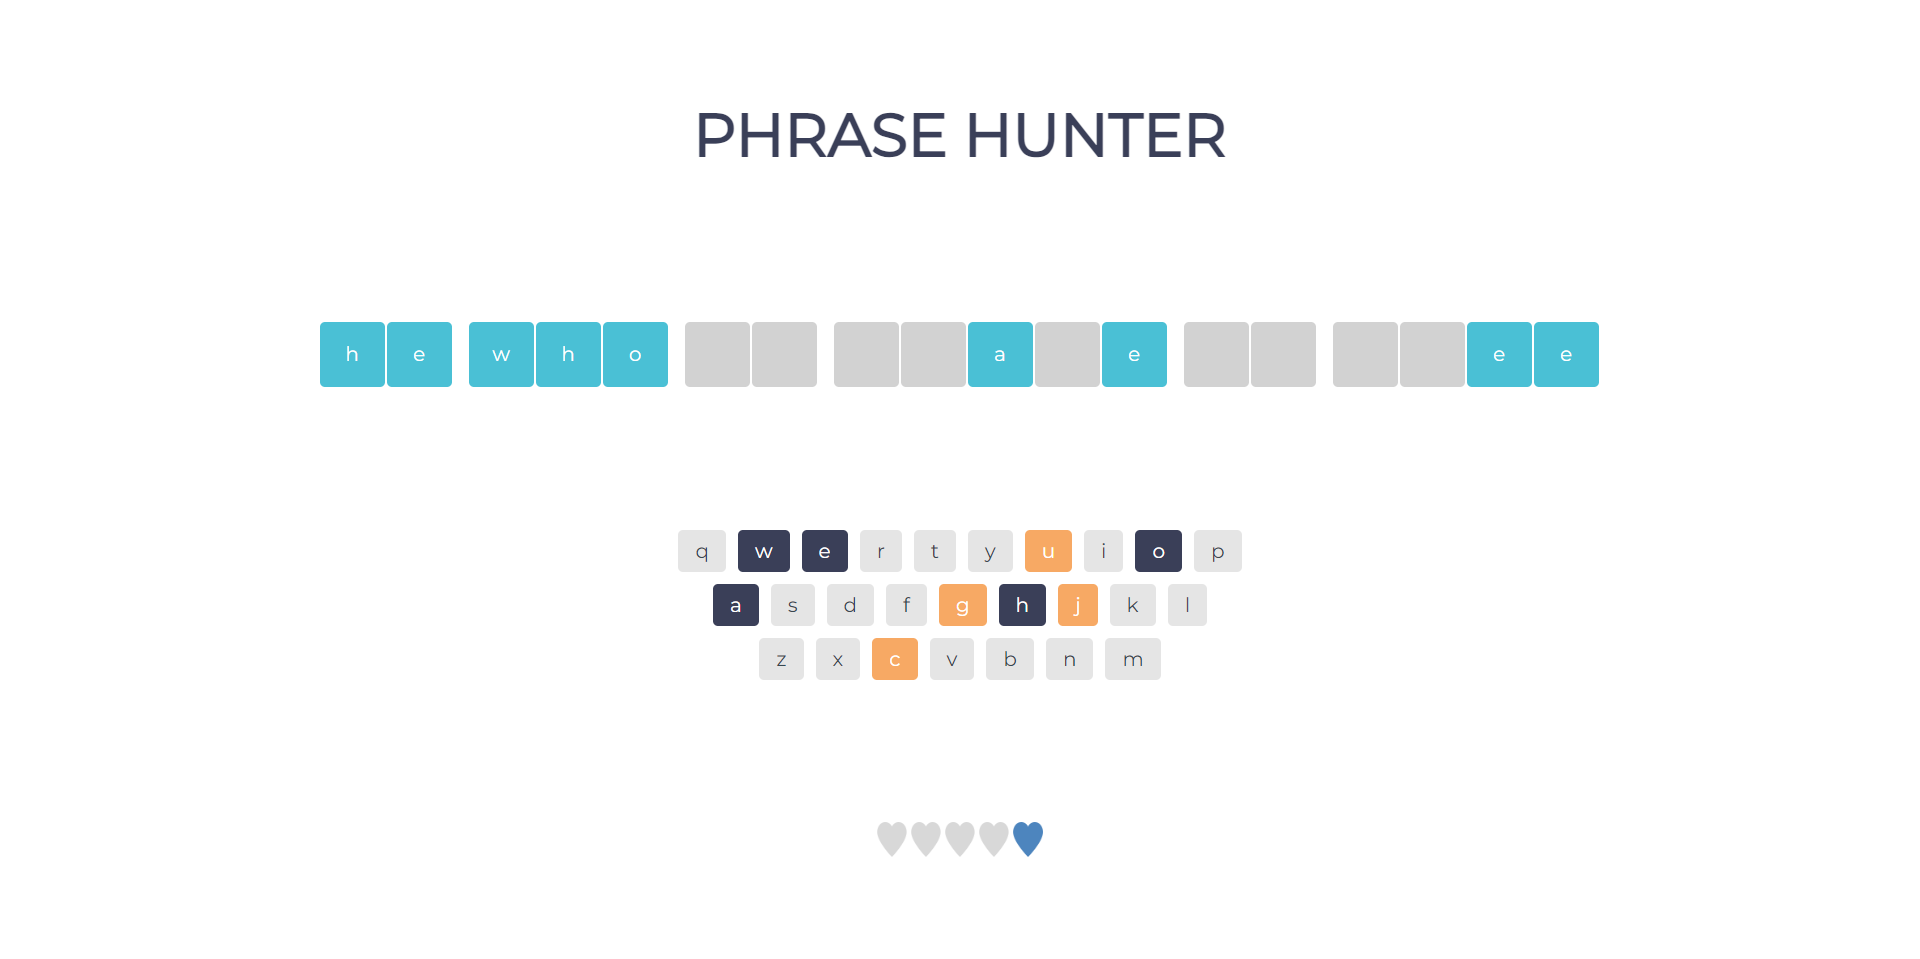 PHRASE HUNTER
h e w h o a e e e
q w e r t y u i o p
a s d f g h j k l
z x c v b n m